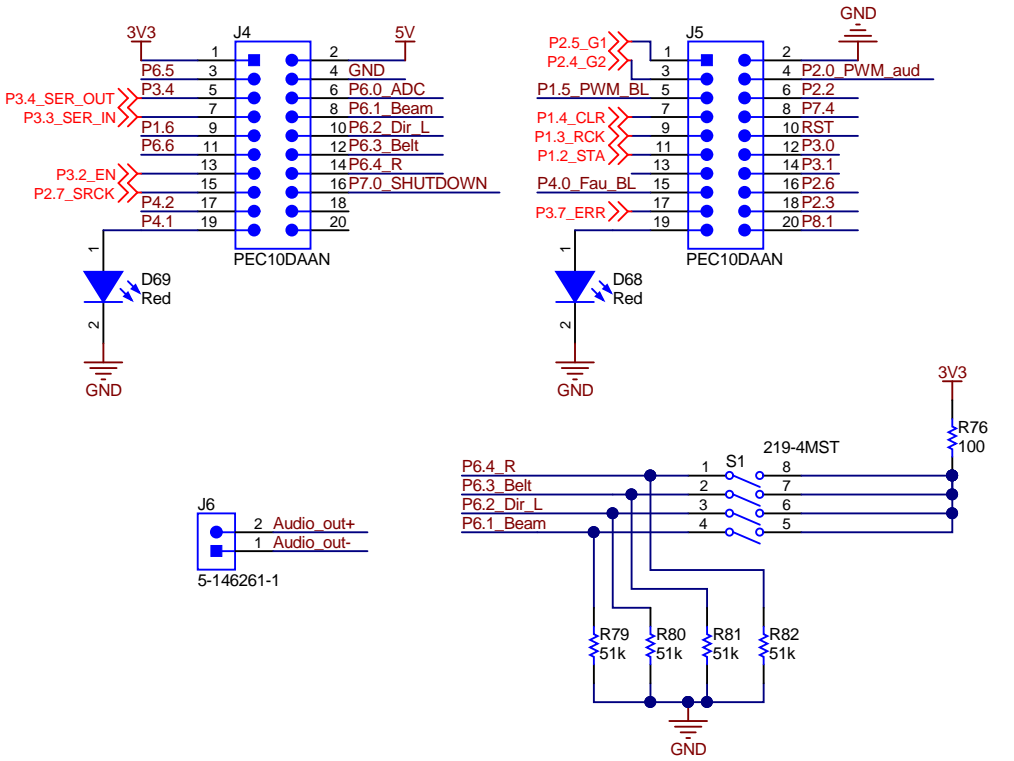 3V3 J4 5V
1 2
P6.5 3 4 GND
P3.4 5 6 P6.0_ADC
P3.4_SER_OUT
P3.3_SER_IN 7 8 P6.1_Beam
P1.6 9 10 P6.2_Dir_L
P6.6 11 12 P6.3_Belt
P3.2_EN 13 14 P6.4_R
P2.7_SRCK 15 16 P7.0_SHUTDOWN
P4.2 17 18
P4.1 19 20
PEC10DAAN
1
D69
Red
2
GND
GND
J5
P2.5_G1 1 2
P2.4_G2 3 4 P2.0_PWM_aud
P1.5_PWM_BL 5 6 P2.2
P1.4_CLR 7 8 P7.4
P1.3_RCK 9 10 RST
P1.2_STA 11 12 P3.0
13 14 P3.1
P4.0_Fau_BL 15 16 P2.6
P3.7_ERR 17 18 P2.3
19 20 P8.1
PEC10DAAN
1
D68
Red
2
GND
3V3
R76
100
219-4MST
S1
P6.4_R 1 8
P6.3_Belt 2 7
P6.2_Dir_L 3 6
P6.1_Beam 4 5
J6
2 Audio_out+
1 Audio_out-
5-146261-1
R79 R80 R81 R82
51k 51k 51k 51k
GND